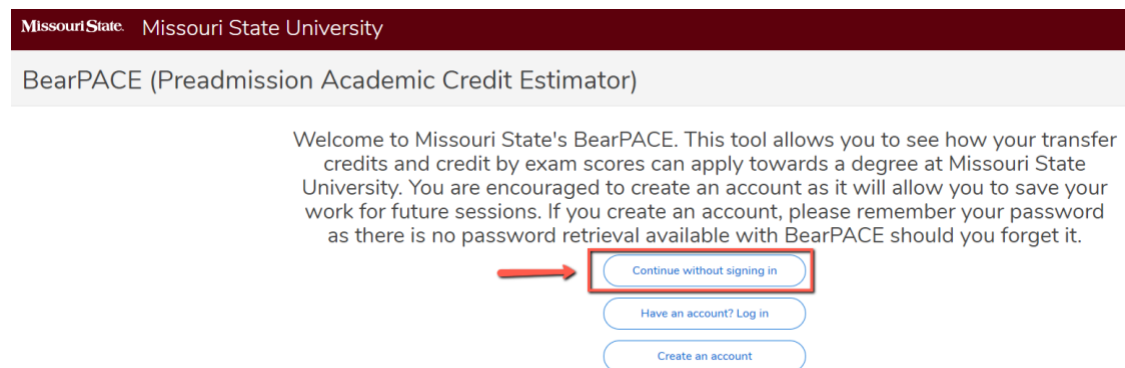 Missouri State. Missouri State University
BearPACE (Preadmission Academic Credit Estimator)
Welcome to Missouri State's BearPACE. This tool allows you to see how your transfer
credits and credit by exam scores can apply towards a degree at Missouri State
University. You are encouraged to create an account as it will allow you to save your
work for future sessions. If you create an account, please remember your password
as there is no password retrieval available with BearPACE should you forget it.
Continue without signing in
Have an account? Log in
Create an account